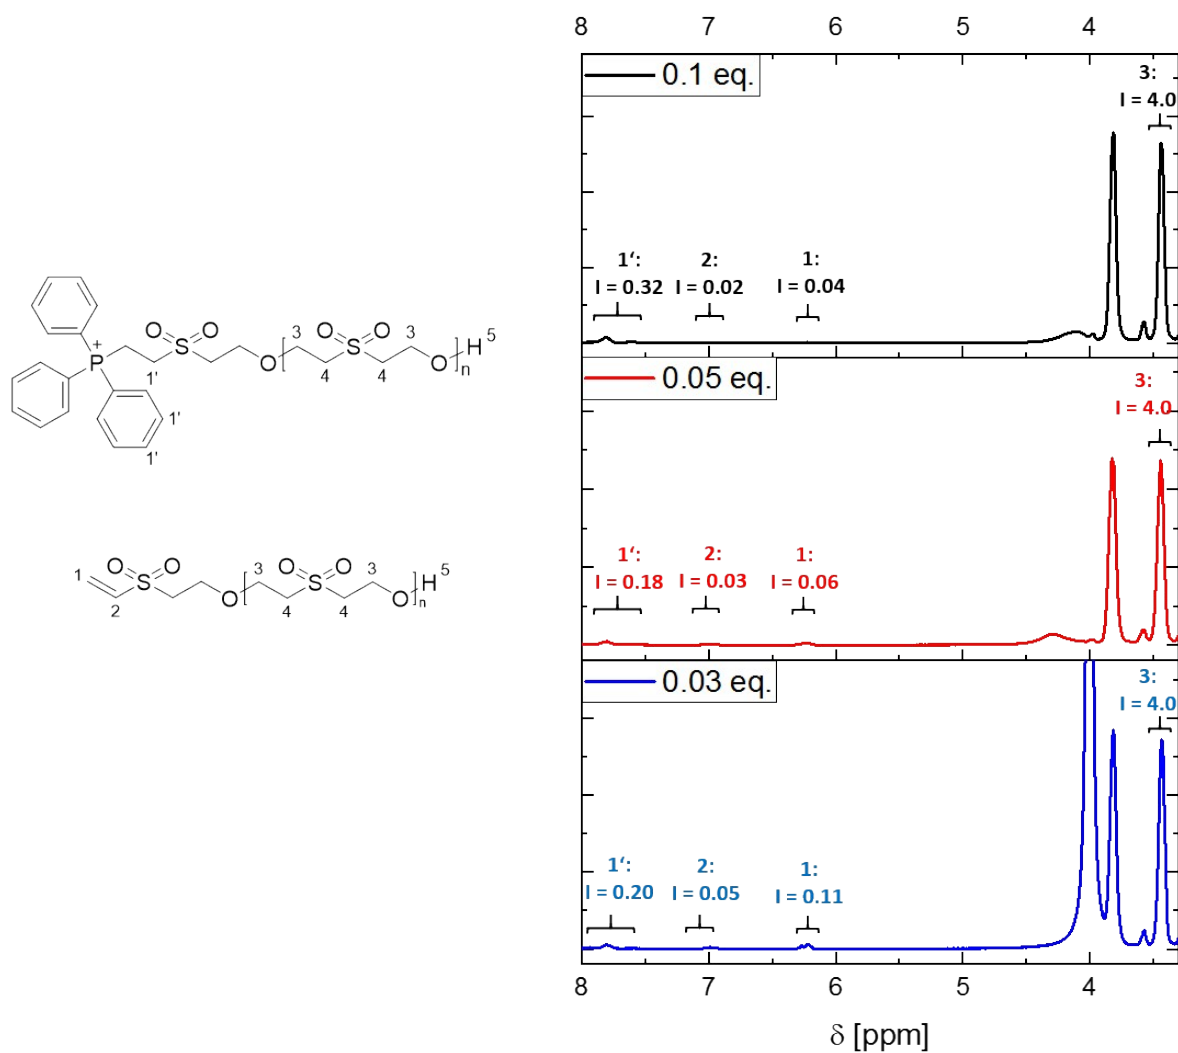 8 7 6 5 4
0.1 eq.
3:
I = 4.0
1‘: 2: 1:
I = 0.32 I = 0.02 I = 0.04
O O O O
3 3 H 5
P + S O S O n
1' 4 4
1'
1'
0.05 eq.
3:
I = 4.0
1‘: 2: 1:
I = 0.18 I = 0.03 I = 0.06
O O O O
1 3 3 H 5
S O S O n
2 4 4
0.03 eq.
3:
I = 4.0
1‘: 2: 1:
I = 0.20 I = 0.05 I = 0.11
8 7 6 5 4
δ [ppm]